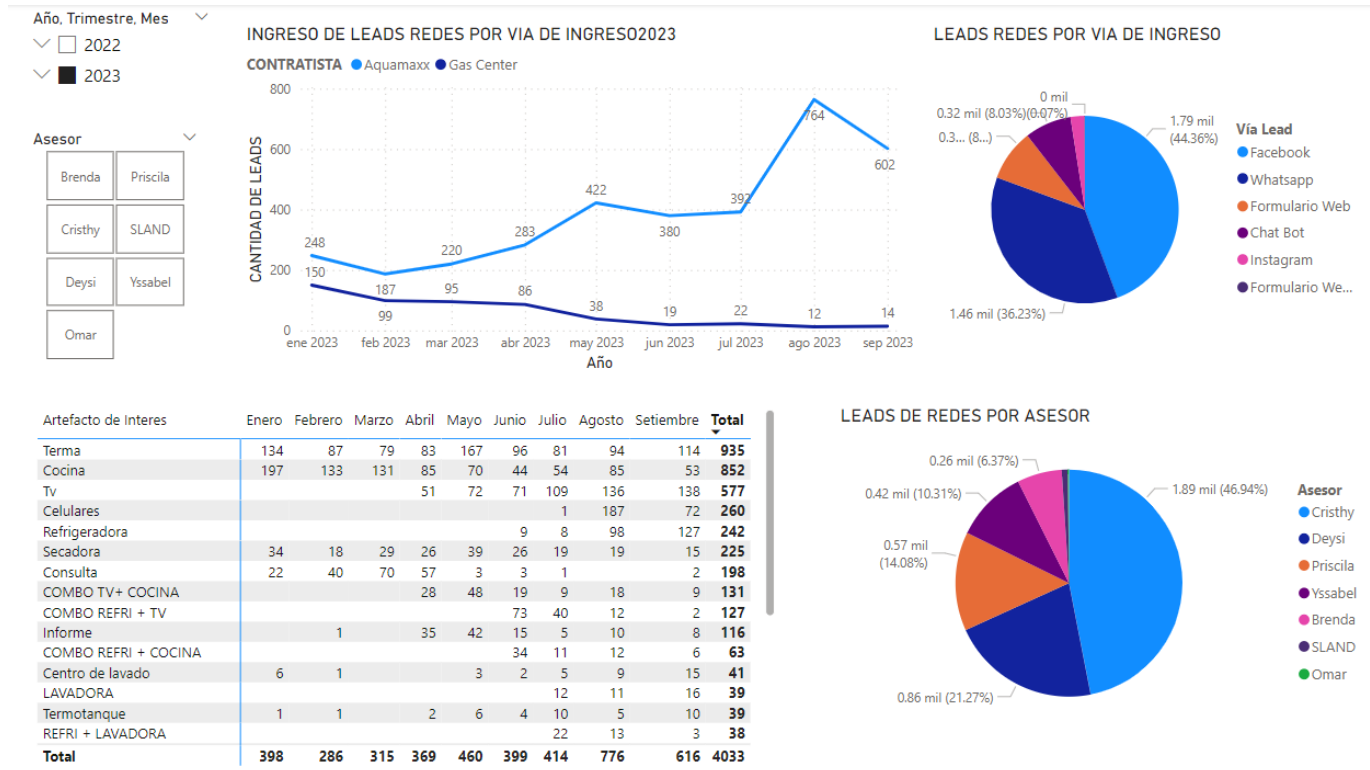 Año, Trimestre, Mes
2022
2023
Asesor
Brenda
Priscila
Cristhy
SLAND
Deysi
Yssabel
Omar
INGRESO DE LEADS REDES POR VIA DE INGRESO2023
CONTRATISTA Aquamaxx Gas Center
CANTIDAD DE LEADS
800
600
400
200
0
248
187
220
283
422
380
392
764
602
150
99
95
86
38
19
22
12
14
ene 2023 feb 2023 mar 2023 abr 2023 may 2023 jun 2023 jul 2023 ago 2023 sep 2023
Año
LEADS REDES POR VIA DE INGRESO
0 mil
(0.07%)
0.32 mil (8.03%)
0.3... (8...)
1.79 mil
(44.36%)
1.46 mil (36.23%)
Vía Lead
Facebook
Whatsapp
Formulario Web
Chat Bot
Instagram
Formulario We...
Artefacto de Interes Enero Febrero Marzo Abril Mayo Junio Julio Agosto Setiembre Total
Terma 134 87 79 83 167 96 81 94 114 935
Cocina 197 133 131 85 70 44 54 85 53 852
Tv 51 72 71 109 136 138 577
Celulares 1 187 72 260
Refrigeradora 9 8 98 127 242
Secadora 34 18 29 26 39 26 19 19 15 225
Consulta 22 40 70 57 3 3 1 2 198
COMBO TV+ COCINA 28 48 19 9 18 9 131
COMBO REFRI + TV 73 40 12 2 127
Informe 1 35 42 15 5 10 8 116
COMBO REFRI + COCINA 34 11 12 6 63
Centro de lavado 6 1 3 2 5 9 15 41
LAVADORA 12 11 16 39
Termotanque 1 1 2 6 4 10 5 10 39
REFRI + LAVADORA 22 13 3 38
Total 398 286 315 369 460 399 414 776 616 4033
LEADS DE REDES POR ASESOR
0.26 mil (6.37%)
0.42 mil (10.31%)
0.57 mil
(14.08%)
0.86 mil (21.27%)
1.89 mil (46.94%)
Asesor
Cristhy
Deysi
Priscila
Yssabel
Brenda
SLAND
Omar